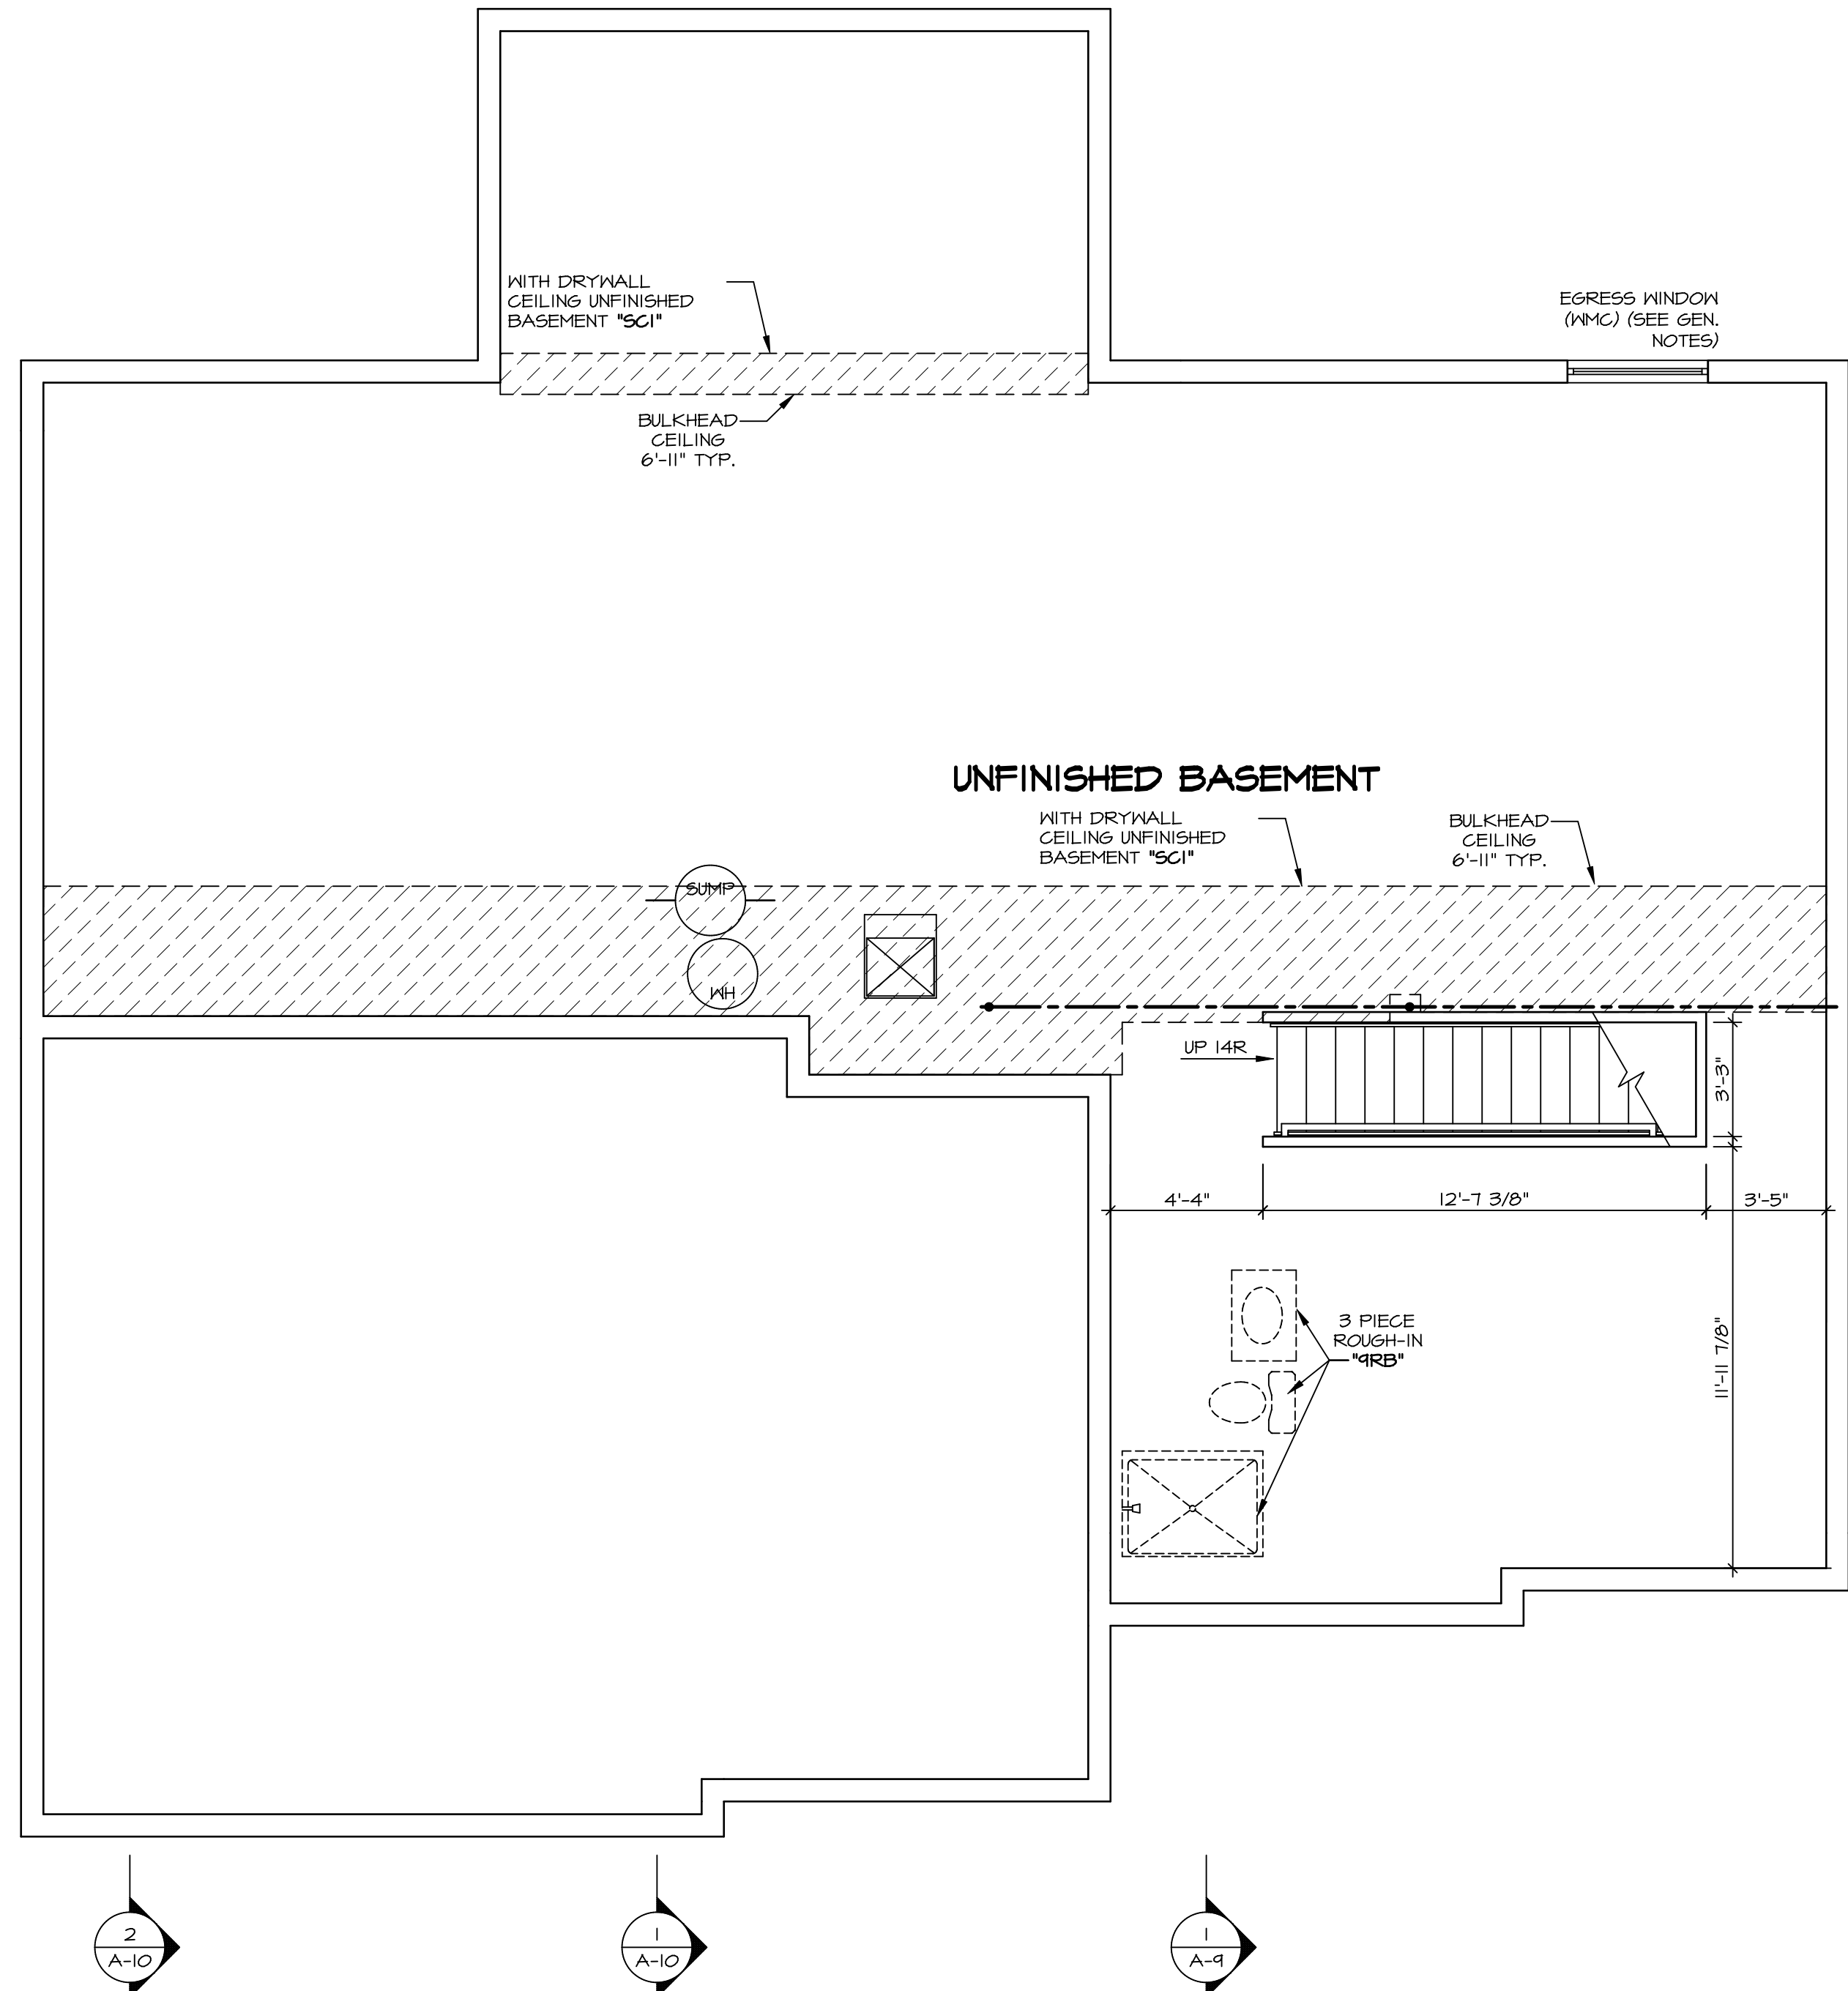 WITH DRYWALL
CEILING UNFINISHED
BASEMENT "SC1"
EGRESS WINDOW
(WMC) (SEE GEN.
NOTES)
BULKHEAD
CEILING
6'-11" TYP.
UNFINISHED BASEMENT
WITH DRYWALL
CEILING UNFINISHED
BASEMENT "SC1"
BULKHEAD
CEILING
6'-11" TYP.
SUMP
WH
UP 14R
3'-3"
4'-4"
12'-7 3/8"
3'-5"
3 PIECE
ROUGH-IN
"9RB"
11'-11 7/8"
2
A-10
1
A-10
1
A-9